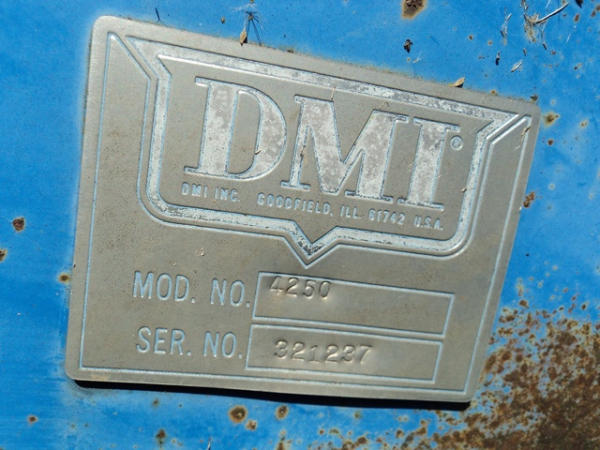 DMI®
DMI INC. GOODFIELD, ILL. 61742 U.S.A.
MOD. NO. 4250
SER. NO. 321237